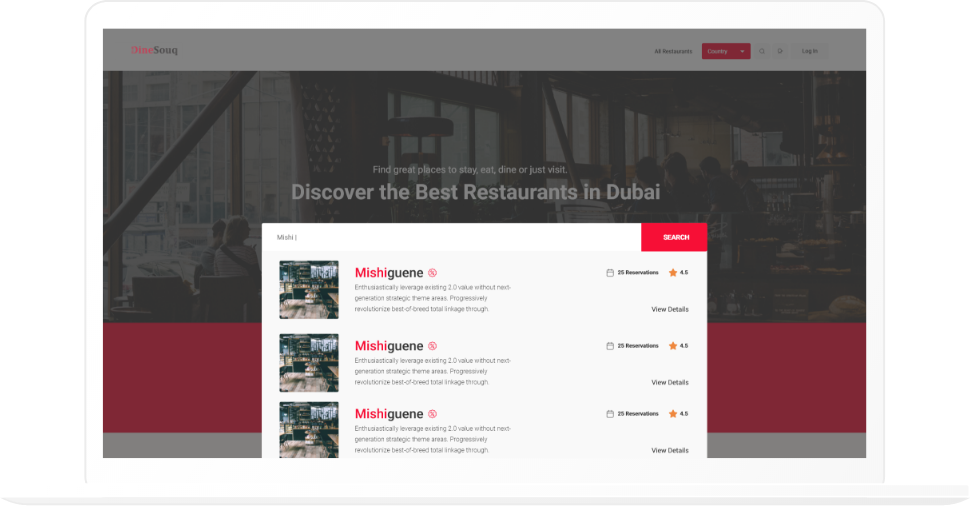 DineSouq
All Restaurants
Country
Log In
Find great places to stay, eat, dine or just visit.
Discover the Best Restaurants in Dubai
Mishi |
SEARCH
Mishiguene
25 Reservations
4.5
Enthusiastically leverage existing 2.0 value without next-
generation strategic theme areas. Progressively
revolutionize best-of-breed total linkage through.
View Details
Mishiguene
25 Reservations
4.5
Enthusiastically leverage existing 2.0 value without next-
generation strategic theme areas. Progressively
revolutionize best-of-breed total linkage through.
View Details
Mishiguene
25 Reservations
4.5
Enthusiastically leverage existing 2.0 value without next-
generation strategic theme areas. Progressively
revolutionize best-of-breed total linkage through.
View Details